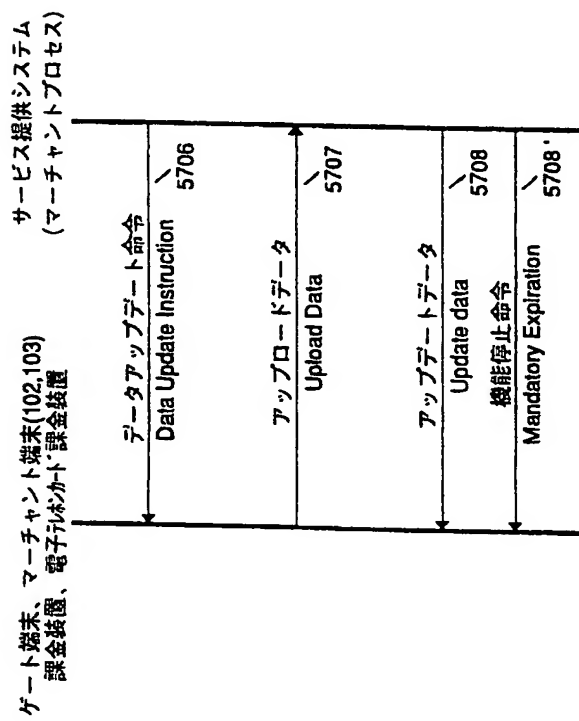 ゲート端末、マーチャント端末(102,103)
課金装置、電子テレホンカード課金装置
サービス提供システム
(マーチャントプロセス)
データアップデート命令
Data Update Instruction
5706
アップロードデータ
Upload Data
5707
アップデートデータ
Update data
5708
機能停止命令
Mandatory Expiration
5708'